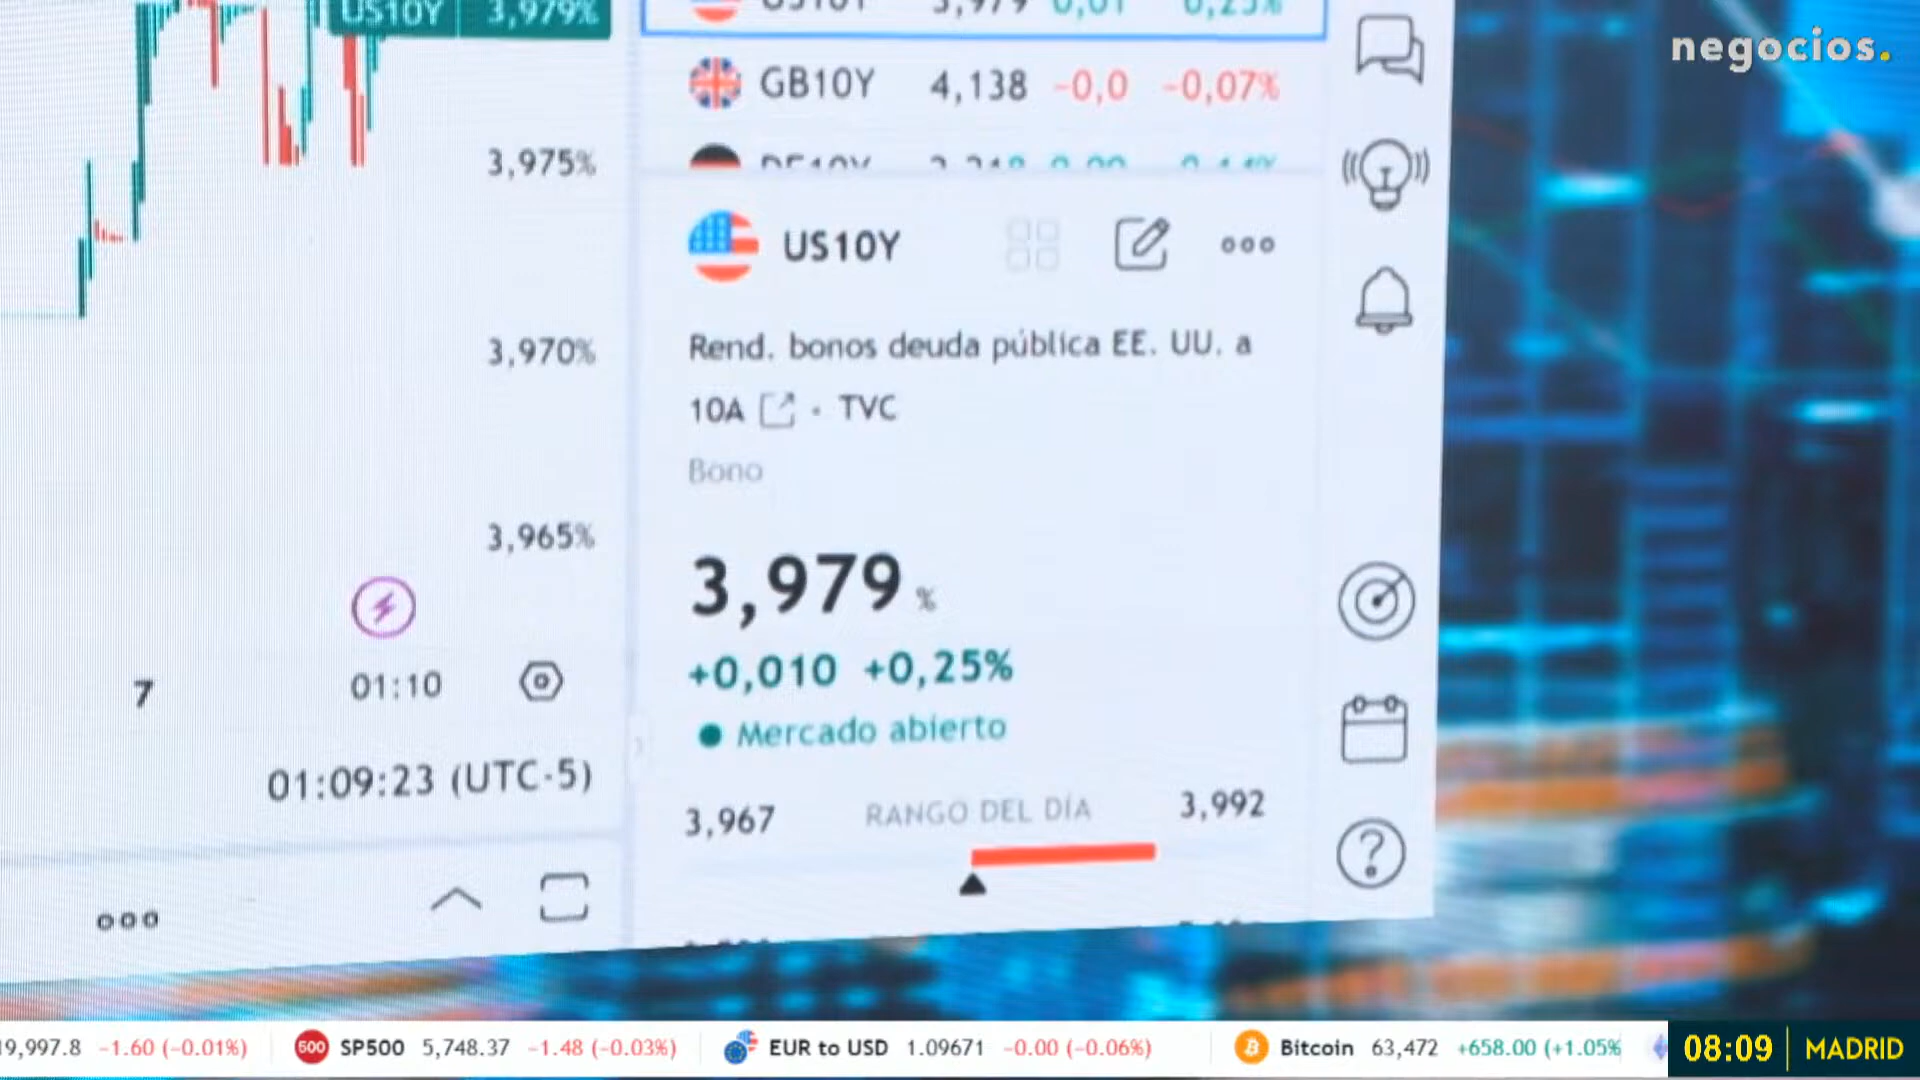 US10Y 3,979%
GB10Y 4,138 -0,0 -0,07%
3,975%
US10Y
3,970%
Rend. bonos deuda pública EE. UU. a
10A · TVC
Bono
3,965%
3,979 %
+0,010 +0,25%
Mercado abierto
7 01:10
01:09:23 (UTC-5)
3,967 RANGO DEL DÍA 3,992
negocios.
9,997.8 -1.60 (-0.01%) 500 SP500 5,748.37 -1.48 (-0.03%) EUR to USD 1.09671 -0.00 (-0.06%) Bitcoin 63,472 +658.00 (+1.05%
08:09 MADRID